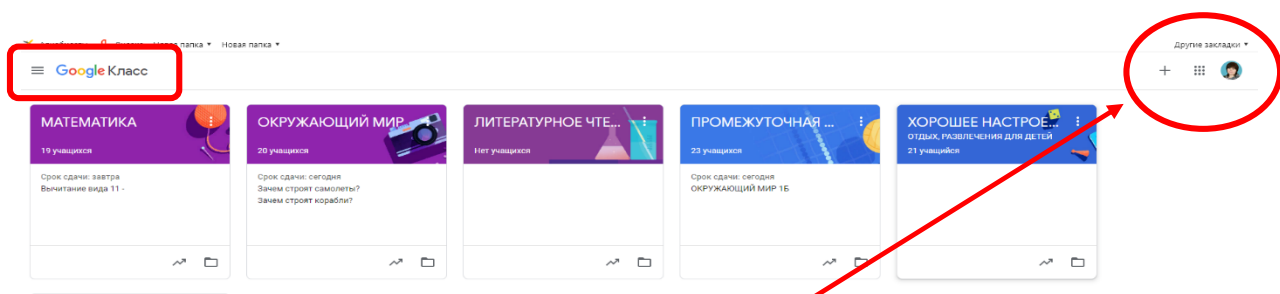 Новая папка
Другие закладки
Google Класс
МАТЕМАТИКА
19 учащихся
Срок сдачи: завтра
Вычитание вида 11 -
ОКРУЖАЮЩИЙ МИР
20 учащихся
Срок сдачи: сегодня
Зачем строят самолеты?
Зачем строят корабли?
ЛИТЕРАТУРНОЕ ЧТЕ...
Нет учащихся
ПРОМЕЖУТОЧНАЯ ...
23 учащихся
Срок сдачи: сегодня
ОКРУЖАЮЩИЙ МИР 1Б
ХОРОШЕЕ НАСТРОЕ...
ОТДЫХ, РАЗВЛЕЧЕНИЯ ДЛЯ ДЕТЕЙ
21 учащийся